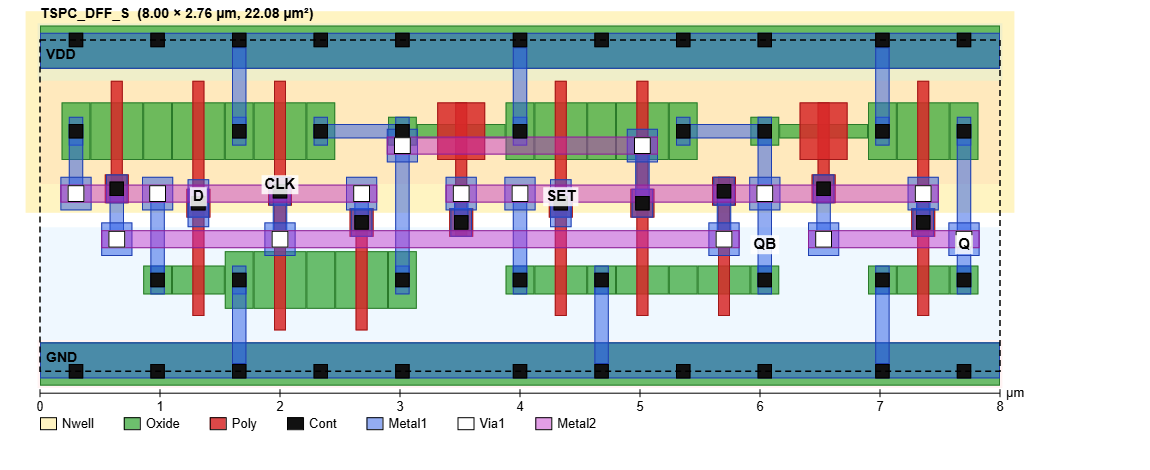 TSPC_DFF_S (8.00 × 2.76 µm, 22.08 µm²)
VDD
CLK
D
SET
QB
Q
GND
0 1 2 3 4 5 6 7 8 µm
Nwell Oxide Poly Cont Metal1 Via1 Metal2